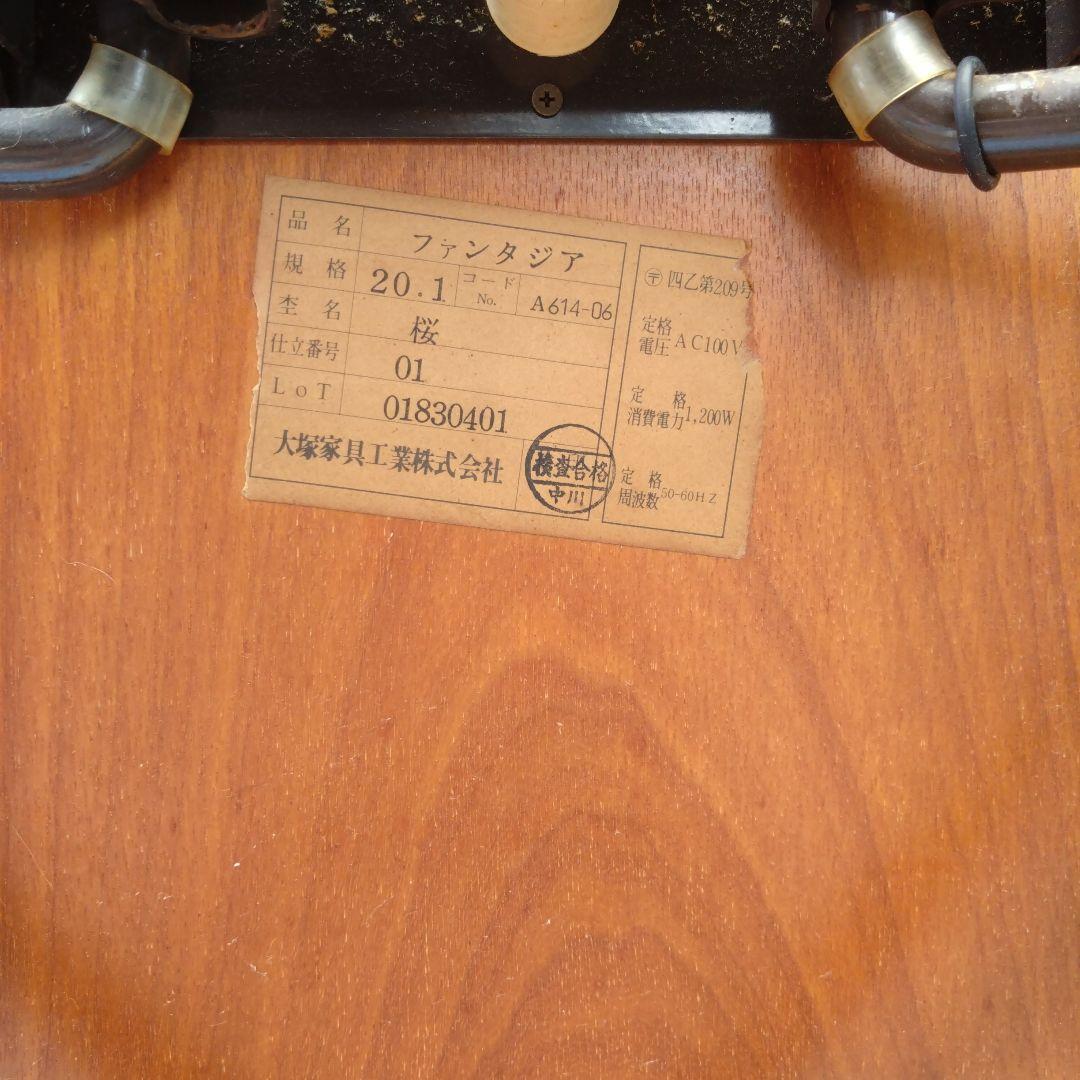 品名 ファンタジア
規格 20.1 コードNo. A614-06
杢名 桜
仕立番号 01
LoT 01830401
大塚家具工業株式会社
検査合格
中川
〒 四乙第209号
定格電圧 AC100V
定格消費電力 1,200W
定格周波数 50-60HZ